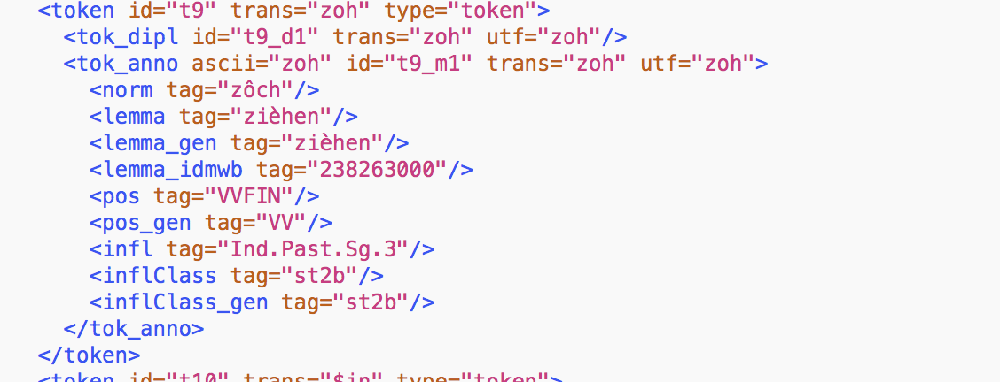 <token id="t9" trans="zoh" type="token">
<tok_dipl id="t9_d1" trans="zoh" utf="zoh"/>
<tok_anno ascii="zoh" id="t9_m1" trans="zoh" utf="zoh">
<norm tag="zôch"/>
<lemma tag="zièhen"/>
<lemma_gen tag="zièhen"/>
<lemma_idmwb tag="238263000"/>
<pos tag="VVFIN"/>
<pos_gen tag="VV"/>
<infl tag="Ind.Past.Sg.3"/>
<inflClass tag="st2b"/>
<inflClass_gen tag="st2b"/>
</tok_anno>
</token>
<token id="t10" trans="$in" type="token">